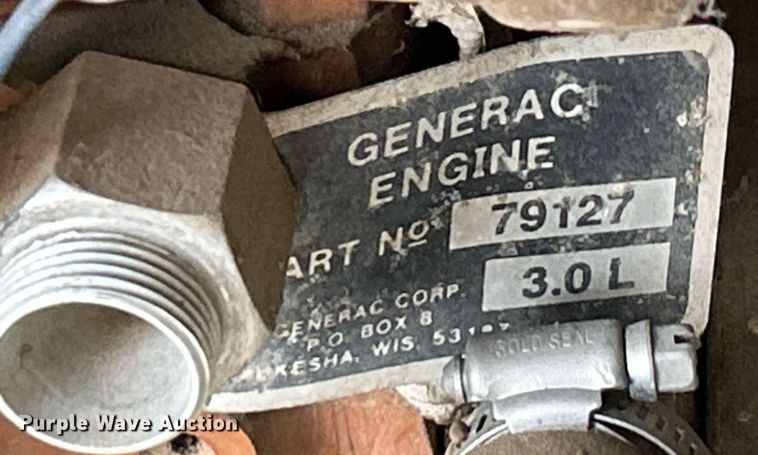 GENERAC
ENGINE
ART Nº 79127
3.0 L
GENERAC CORP.
P.O. BOX 8
WIS.
GOLD SEAL
Purple Wave Auction